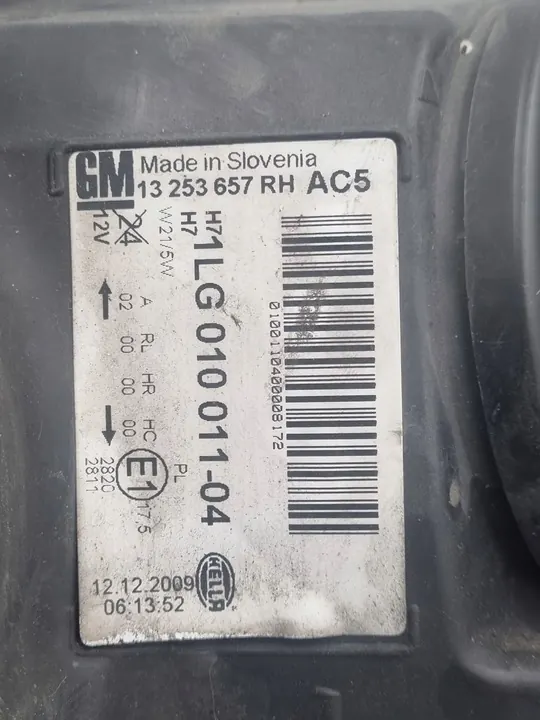 GM
Made in Slovenia
13 253 657 RH AC5
12V
24
W21/5W
H7
H7
1LG 010 011-04
A RL HR HC
02 00 00 00
PL
E1
17.5
2820
2811
0100110400008172
12.12.2009
06:13:52
HELLA